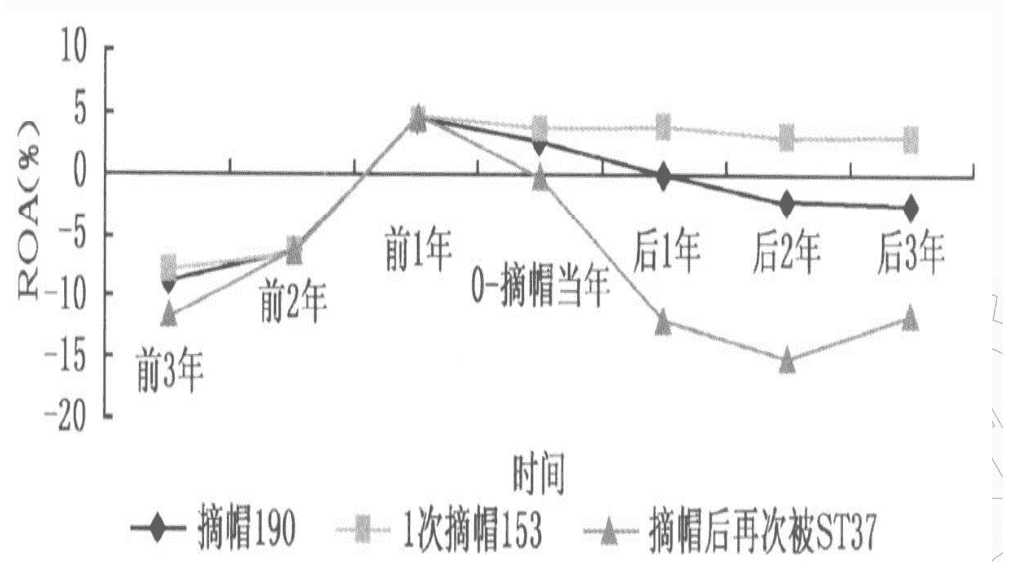 10
5
0
-5
-10
-15
-20
ROA(%)
前3年
前2年
前1年
0-摘帽当年
后1年
后2年
后3年
时间
摘帽190
1次摘帽153
摘帽后再次被ST37